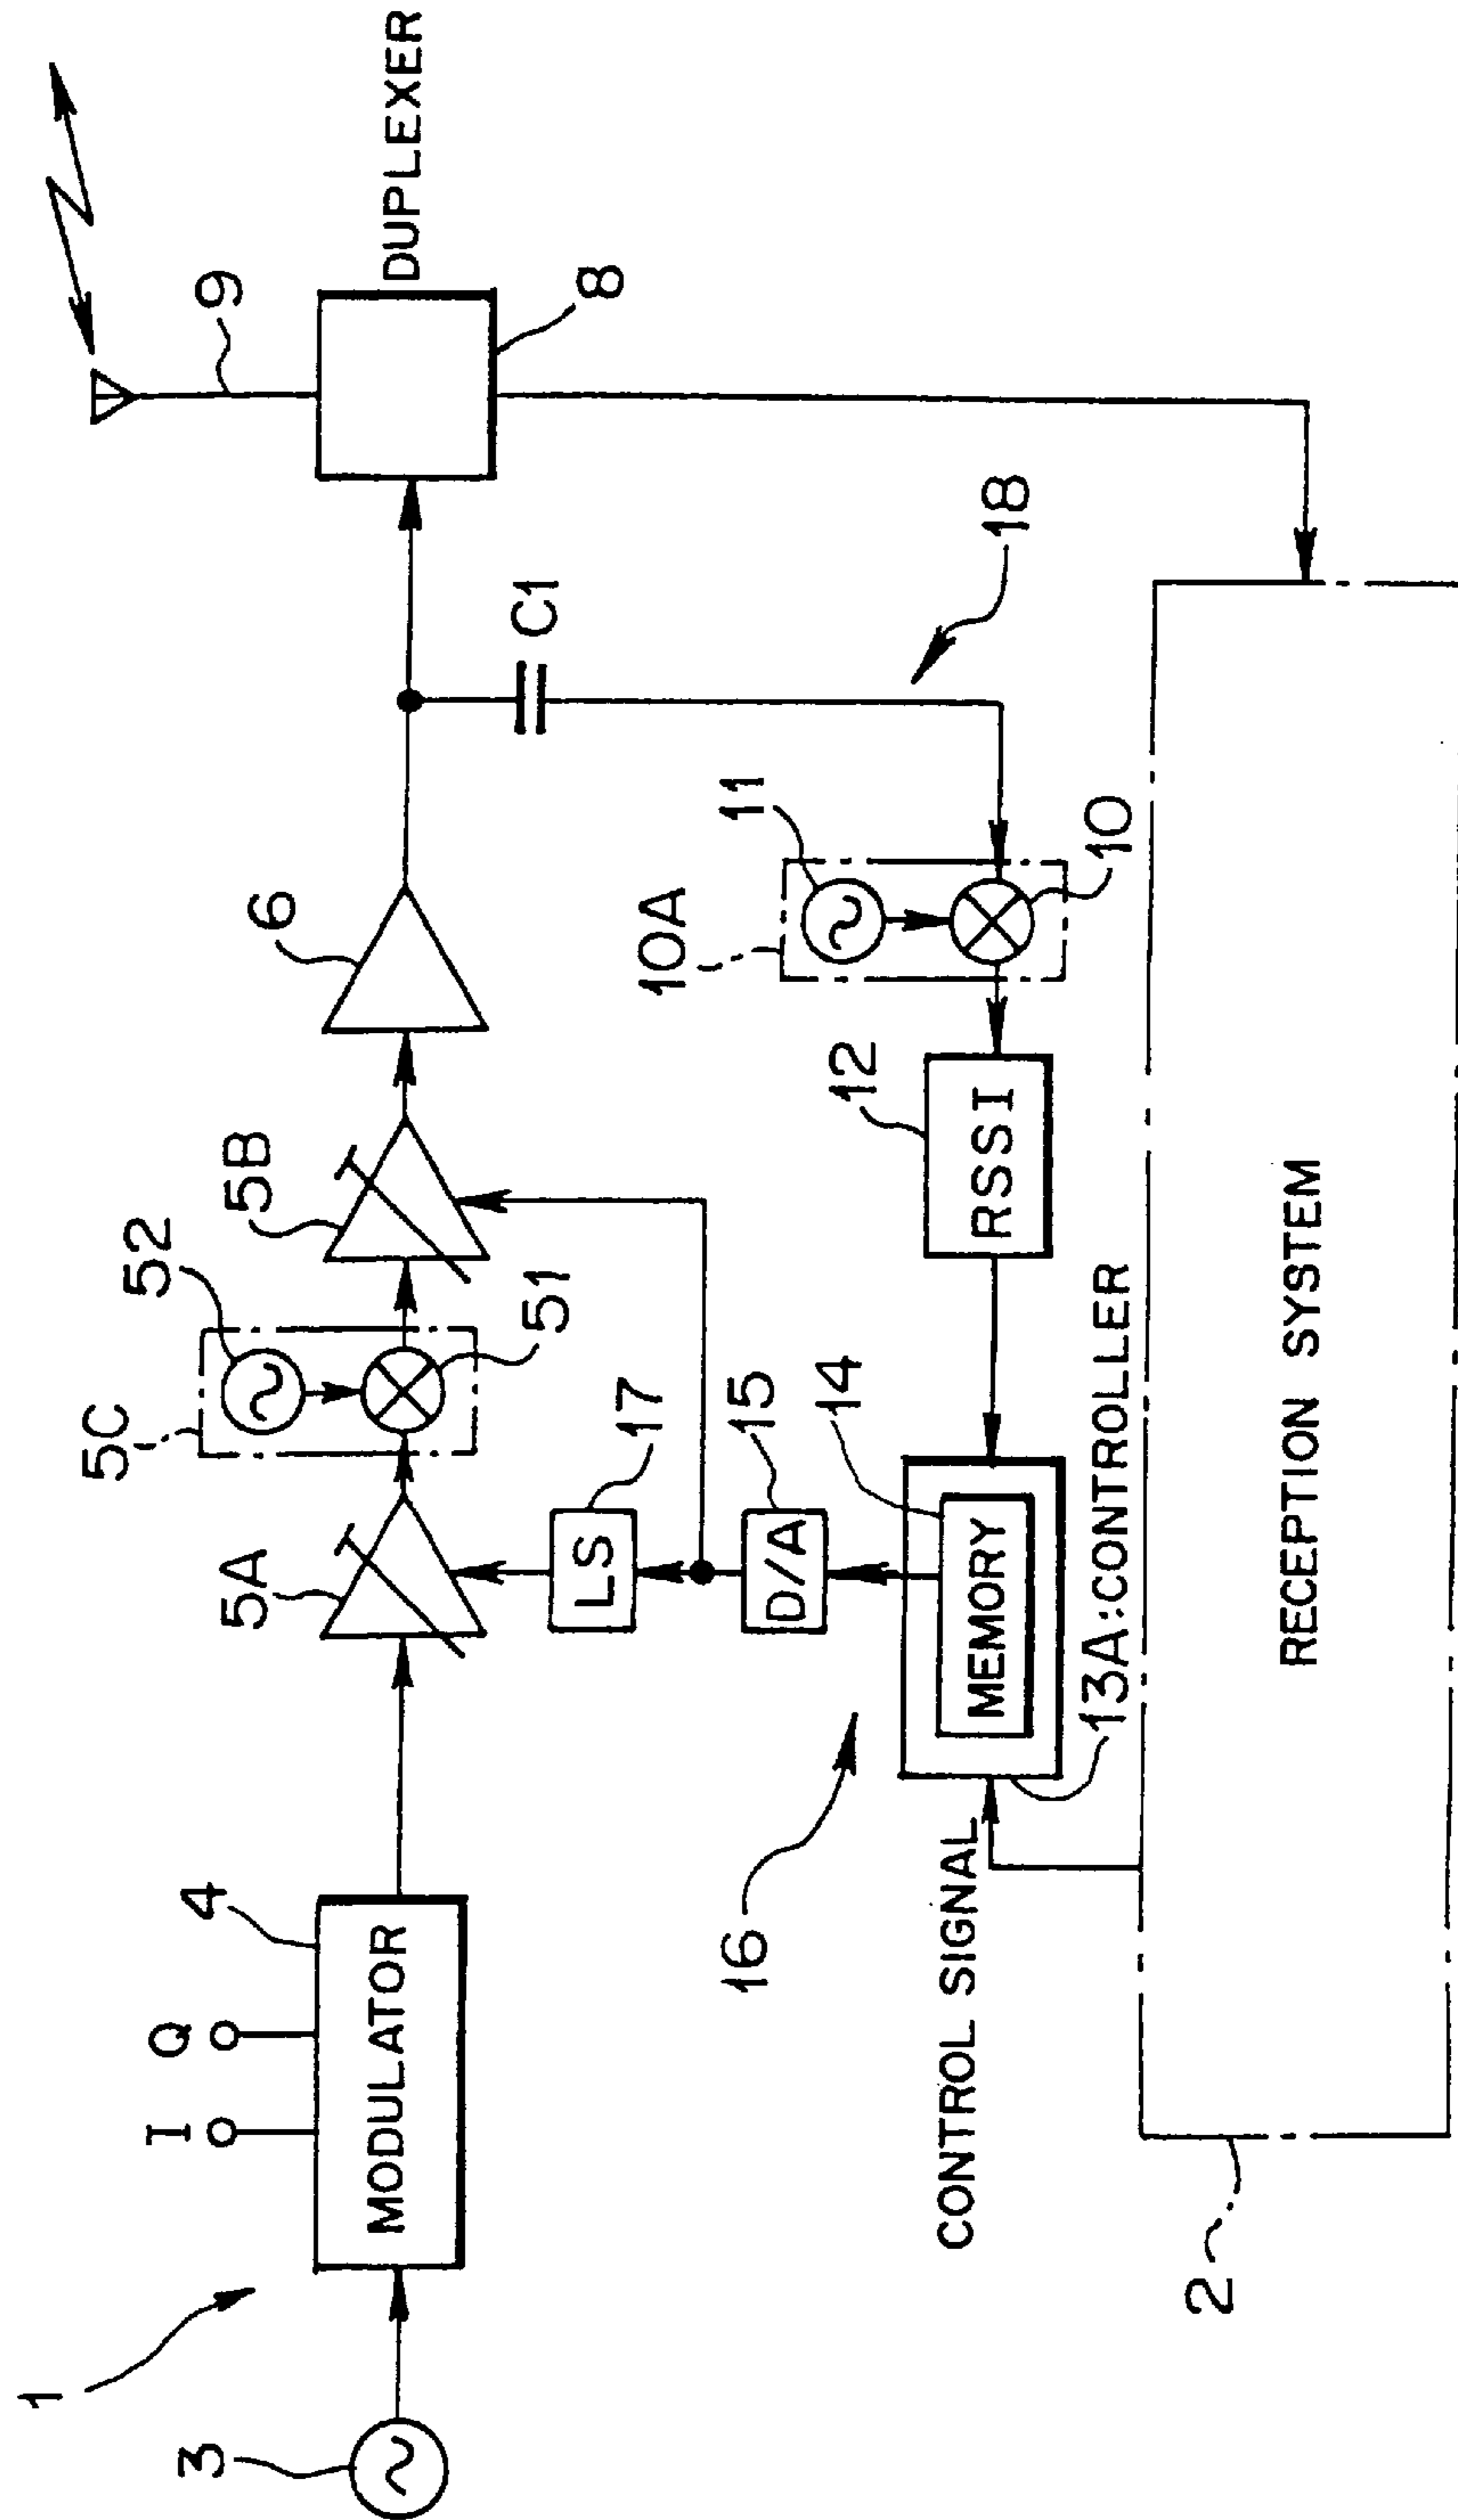 1
3
I
Q
4
MODULATOR
5A
5C
52
51
5B
6
C1
9
DUPLEXER
8
LS
17
D/A
15
16
MEMORY
14
13A:CONTROLLER
CONTROL SIGNAL
RSSI
12
10A
11
10
18
2
RECEPTION SYSTEM